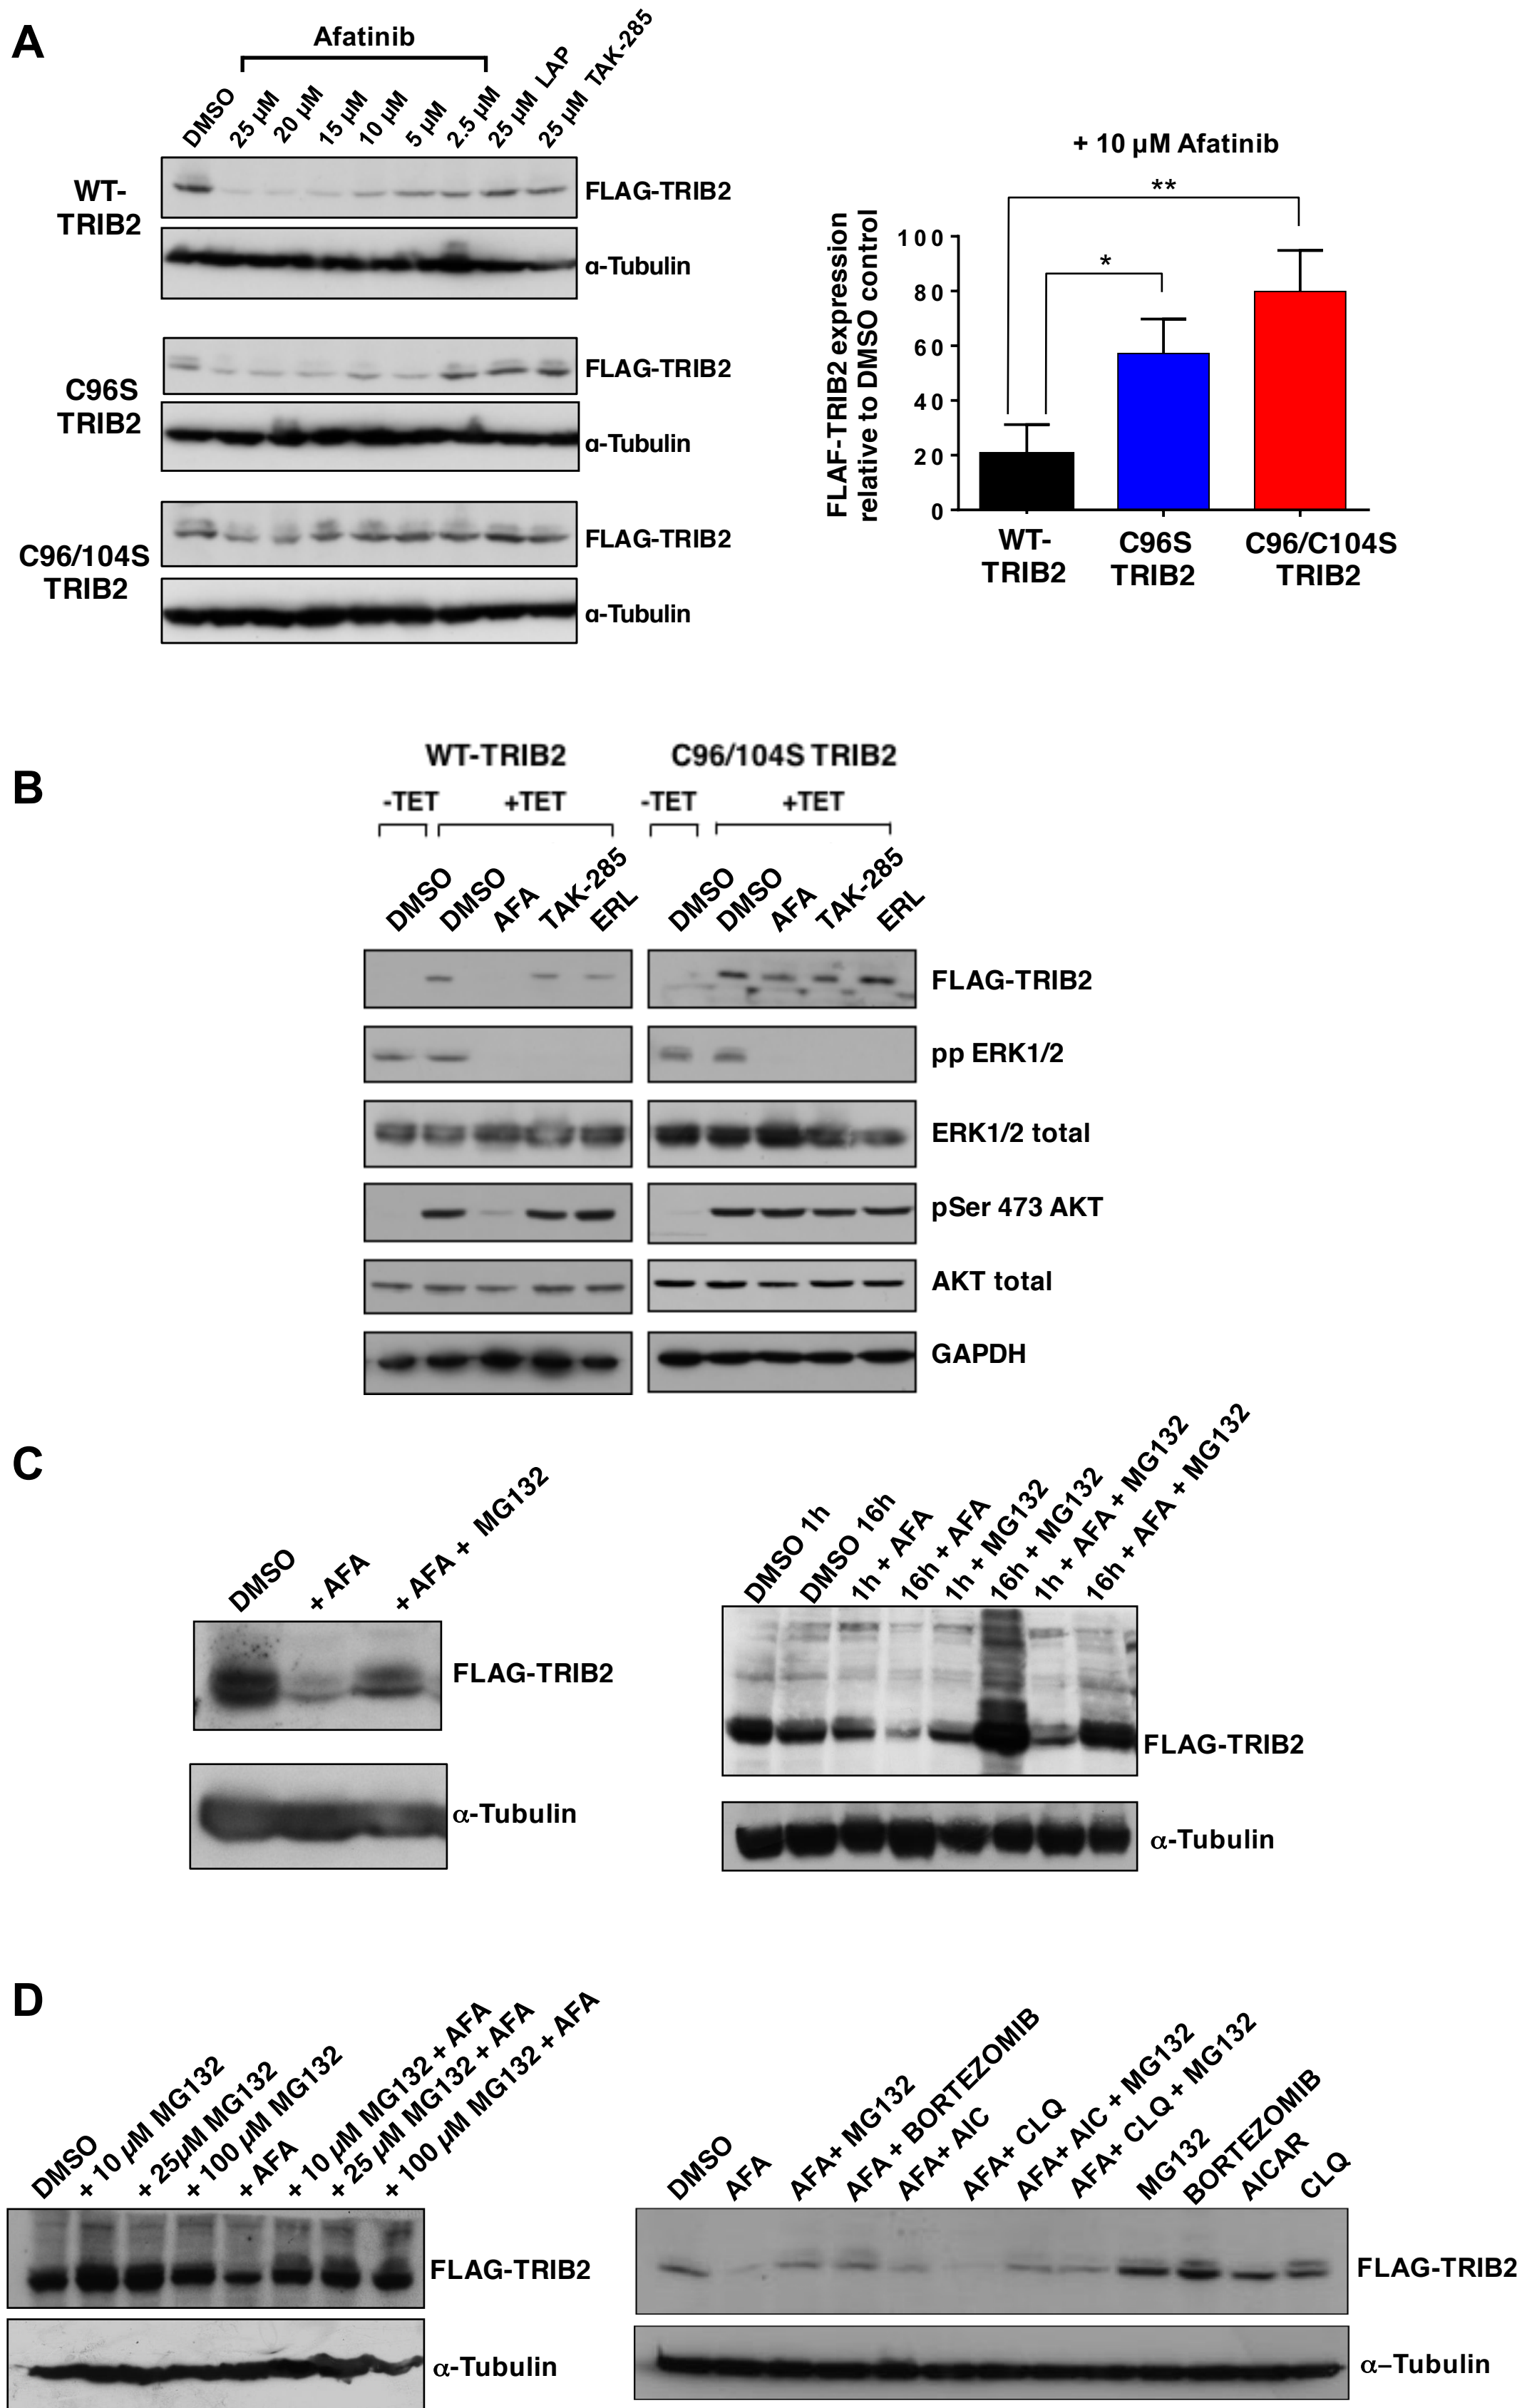 A
Afatinib
DMSO
25 µM
20 µM
15 µM
10 µM
5 µM
2.5 µM
25 µM LAP
25 µM TAK-285
WT-
TRIB2
FLAG-TRIB2
α-Tubulin
C96S
TRIB2
FLAG-TRIB2
α-Tubulin
C96/104S
TRIB2
FLAG-TRIB2
α-Tubulin
+ 10 µM Afatinib
**
*
FLAF-TRIB2 expression
relative to DMSO control
100
80
60
40
20
0
WT-
TRIB2
C96S
TRIB2
C96/C104S
TRIB2
B
WT-TRIB2
C96/104S TRIB2
-TET
+TET
-TET
+TET
DMSO
DMSO
AFA
TAK-285
ERL
DMSO
DMSO
AFA
TAK-285
ERL
FLAG-TRIB2
pp ERK1/2
ERK1/2 total
pSer 473 AKT
AKT total
GAPDH
C
DMSO
+ AFA
+ AFA + MG132
FLAG-TRIB2
α-Tubulin
DMSO 1h
DMSO 16h
1h + AFA
16h + AFA
1h + MG132
16h + MG132
1h + AFA + MG132
16h + AFA + MG132
FLAG-TRIB2
α-Tubulin
D
DMSO
+ 10 µM MG132
+ 25µM MG132
+ 100 µM MG132
+ AFA
+ 10 µM MG132 + AFA
+ 25 µM MG132 + AFA
+ 100 µM MG132 + AFA
FLAG-TRIB2
α-Tubulin
DMSO
AFA
AFA+ MG132
AFA + BORTEZOMIB
AFA+ AIC
AFA+ CLQ
AFA+ AIC + MG132
AFA+ CLQ + MG132
MG132
BORTEZOMIB
AICAR
CLQ
FLAG-TRIB2
α–Tubulin